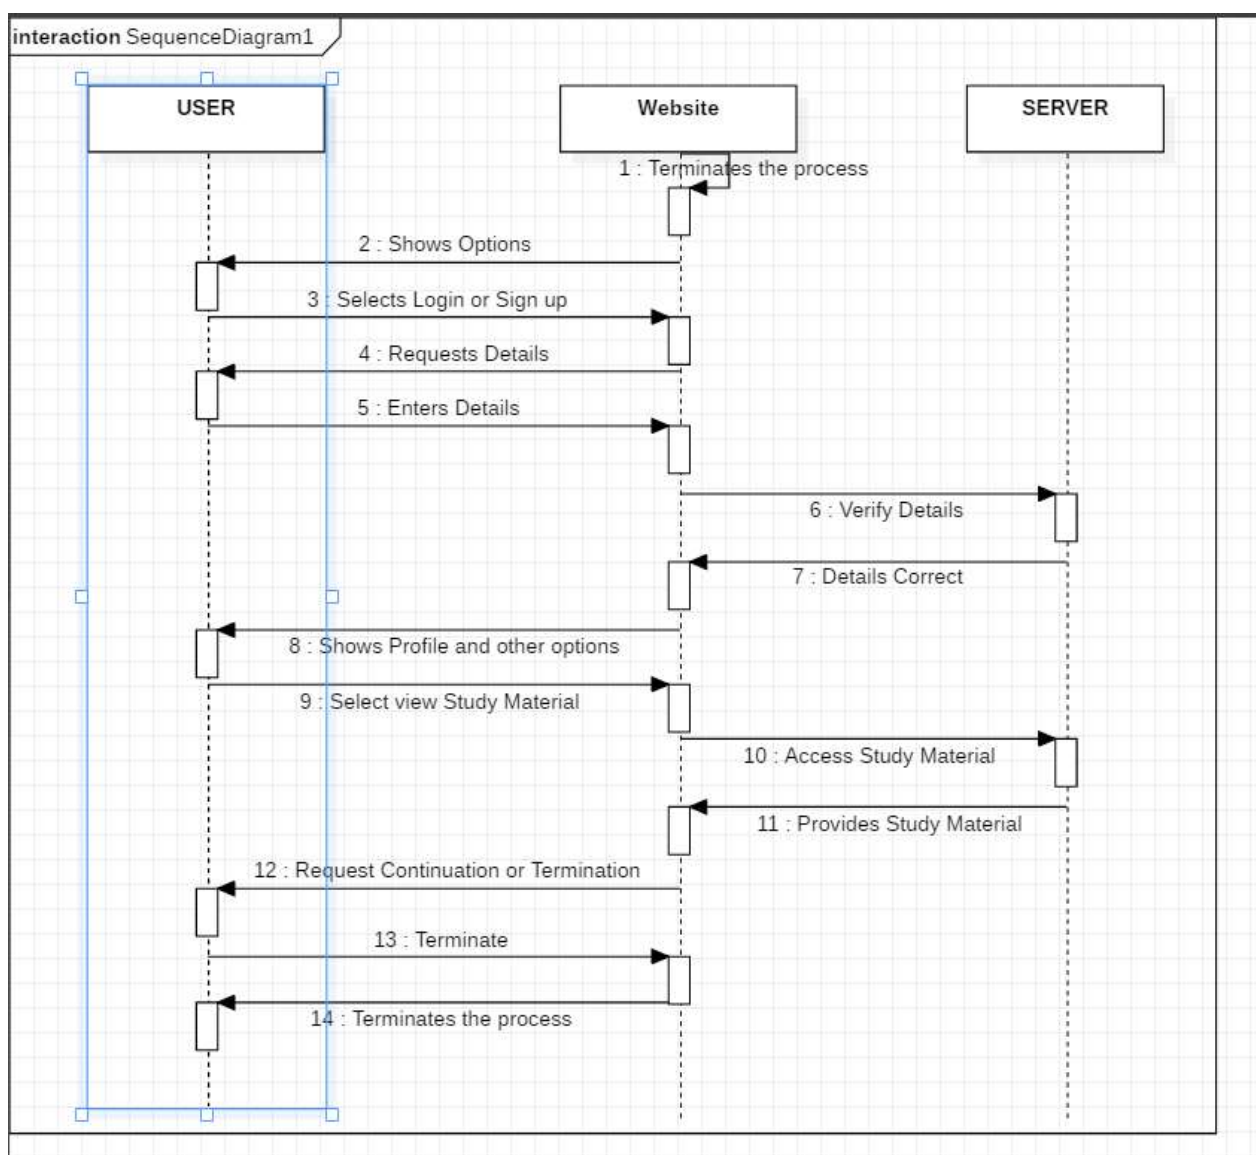 interaction SequenceDiagram1
USER
Website
SERVER
1 : Terminates the process
2 : Shows Options
3 : Selects Login or Sign up
4 : Requests Details
5 : Enters Details
6 : Verify Details
7 : Details Correct
8 : Shows Profile and other options
9 : Select view Study Material
10 : Access Study Material
11 : Provides Study Material
12 : Request Continuation or Termination
13 : Terminate
14 : Terminates the process